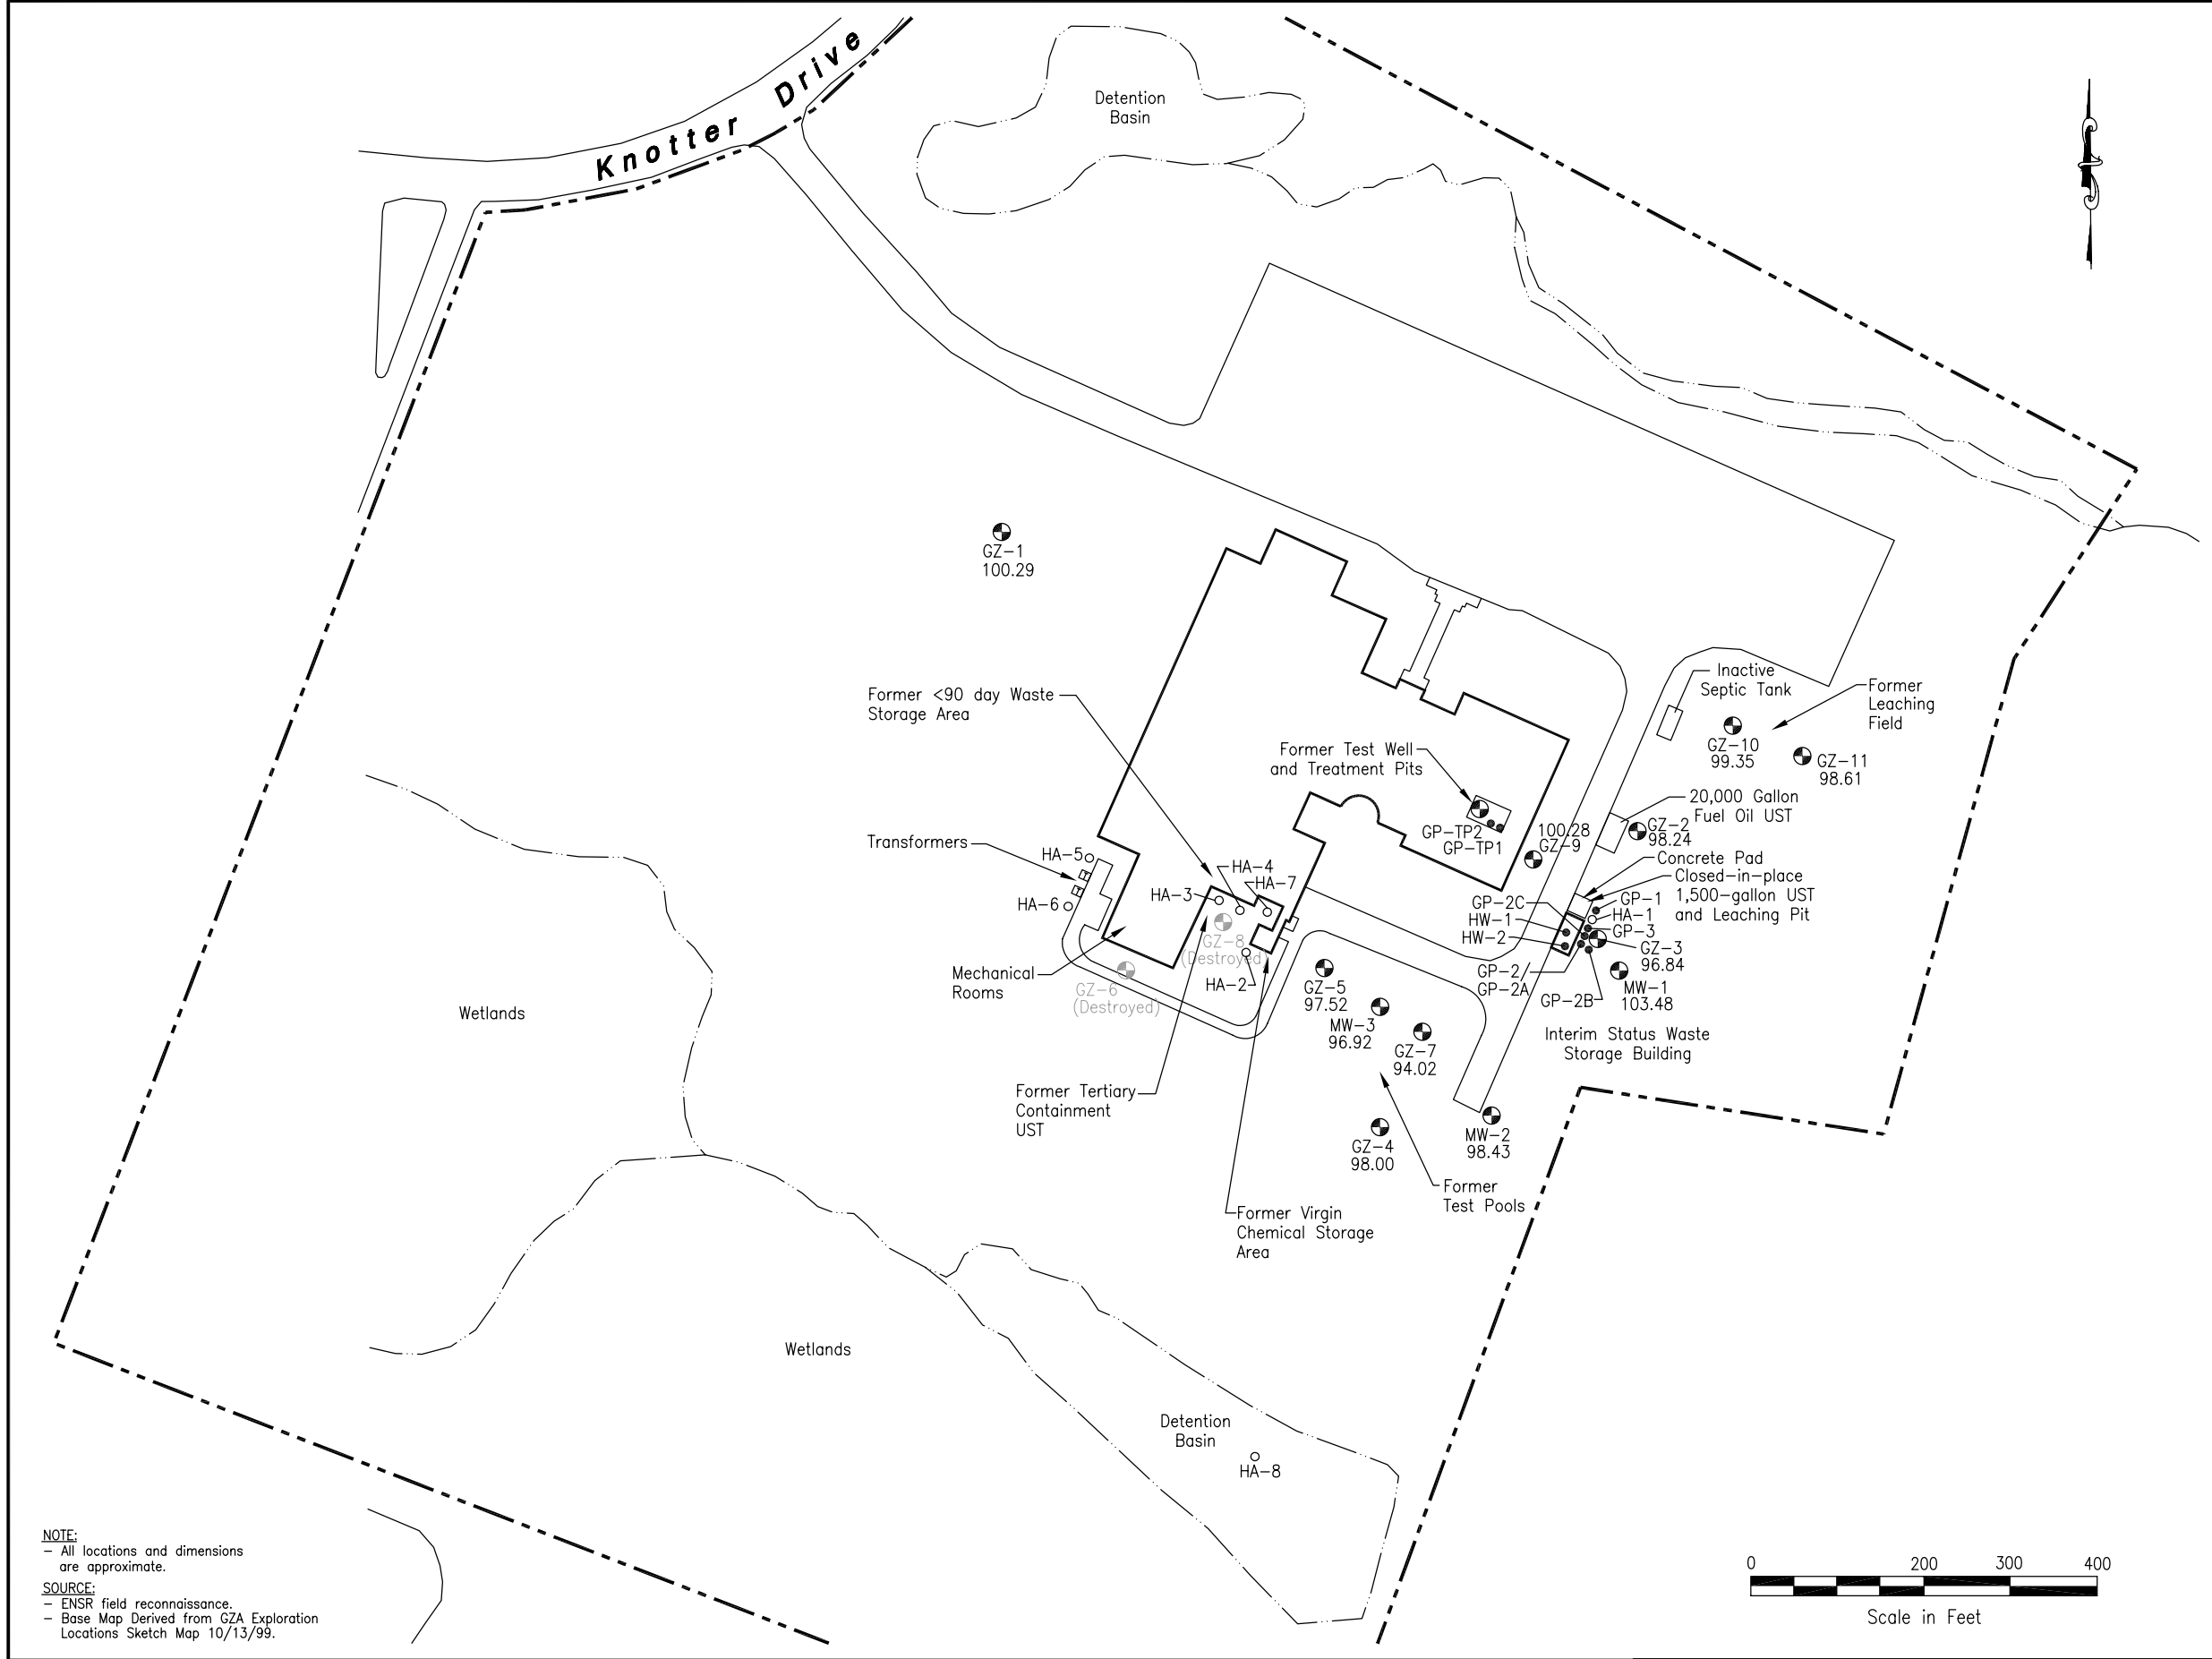 Knotter Drive
Detention
Basin
GZ-1
100.29
Former <90 day Waste
Storage Area
Inactive
Septic Tank
Former
Leaching
Field
GZ-10
99.35
GZ-11
98.61
Former Test Well
and Treatment Pits
20,000 Gallon
Fuel Oil UST
GP-TP2
GP-TP1
100.28
GZ-9
GZ-2
98.24
Transformers
HA-5
HA-6
HA-4
HA-7
HA-3
Concrete Pad
Closed-in-place
1,500-gallon UST
and Leaching Pit
GP-2C
HW-1
HW-2
GP-1
HA-1
GP-3
GZ-3
96.84
GZ-8
(Destroyed)
HA-2
GP-2
GP-2A
GP-2B
MW-1
103.48
Mechanical
Rooms
GZ-6
(Destroyed)
GZ-5
97.52
MW-3
96.92
GZ-7
94.02
Interim Status Waste
Storage Building
Wetlands
Former Tertiary
Containment
UST
GZ-4
98.00
MW-2
98.43
Former
Test Pools
Former Virgin
Chemical Storage
Area
Wetlands
Detention
Basin
HA-8
NOTE:
- All locations and dimensions
are approximate.
SOURCE:
- ENSR field reconnaissance.
- Base Map Derived from GZA Exploration
Locations Sketch Map 10/13/99.
0 200 300 400
Scale in Feet